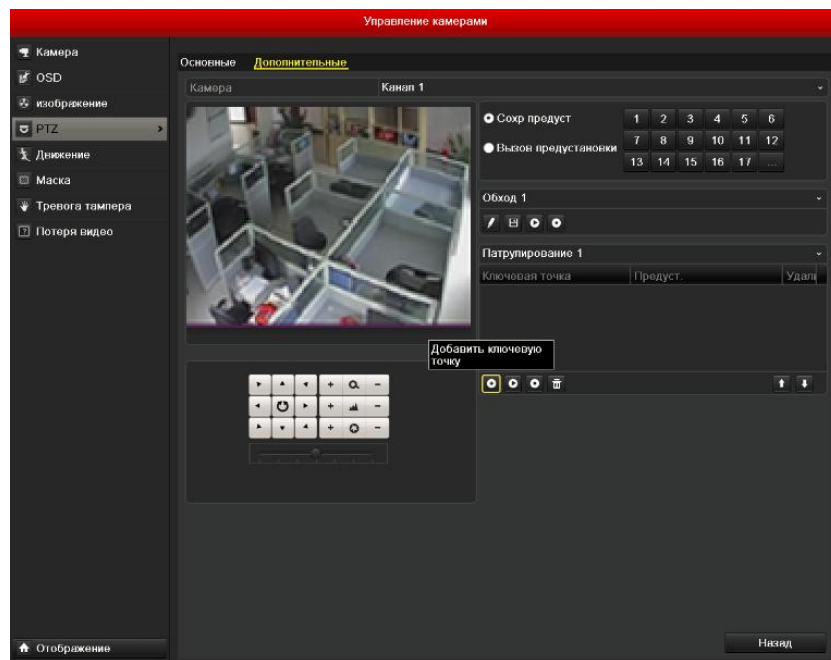 Управление камерами
Камера
OSD
изображение
PTZ
Движение
Маска
Тревога тампера
Потеря видео
Отображение
Основные Дополнительные
Камера Канал 1
Сохр предуст
Вызов предустановки
1 2 3 4 5 6
7 8 9 10 11 12
13 14 15 16 17 ...
Обход 1
Патрулирование 1
Ключевая точка Предуст. Удали
Добавить ключевую
точку
Назад